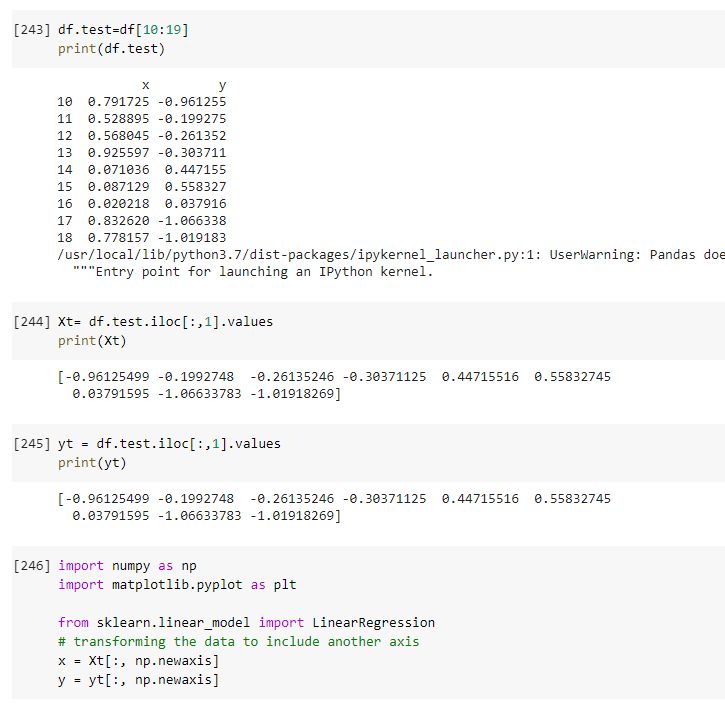 [243] df.test=df[10:19]
print(df.test)
x y
10 0.791725 -0.961255
11 0.528895 -0.199275
12 0.568045 -0.261352
13 0.925597 -0.303711
14 0.071036 0.447155
15 0.087129 0.558327
16 0.020218 0.037916
17 0.832620 -1.066338
18 0.778157 -1.019183
/usr/local/lib/python3.7/dist-packages/ipykernel_launcher.py:1: UserWarning: Pandas doe
"""Entry point for launching an IPython kernel.
[244] Xt= df.test.iloc[:,1].values
print(Xt)
[-0.96125499 -0.1992748 -0.26135246 -0.30371125 0.44715516 0.55832745
0.03791595 -1.06633783 -1.01918269]
[245] yt = df.test.iloc[:,1].values
print(yt)
[-0.96125499 -0.1992748 -0.26135246 -0.30371125 0.44715516 0.55832745
0.03791595 -1.06633783 -1.01918269]
[246] import numpy as np
import matplotlib.pyplot as plt
from sklearn.linear_model import LinearRegression
# transforming the data to include another axis
x = Xt[:, np.newaxis]
y = yt[:, np.newaxis]